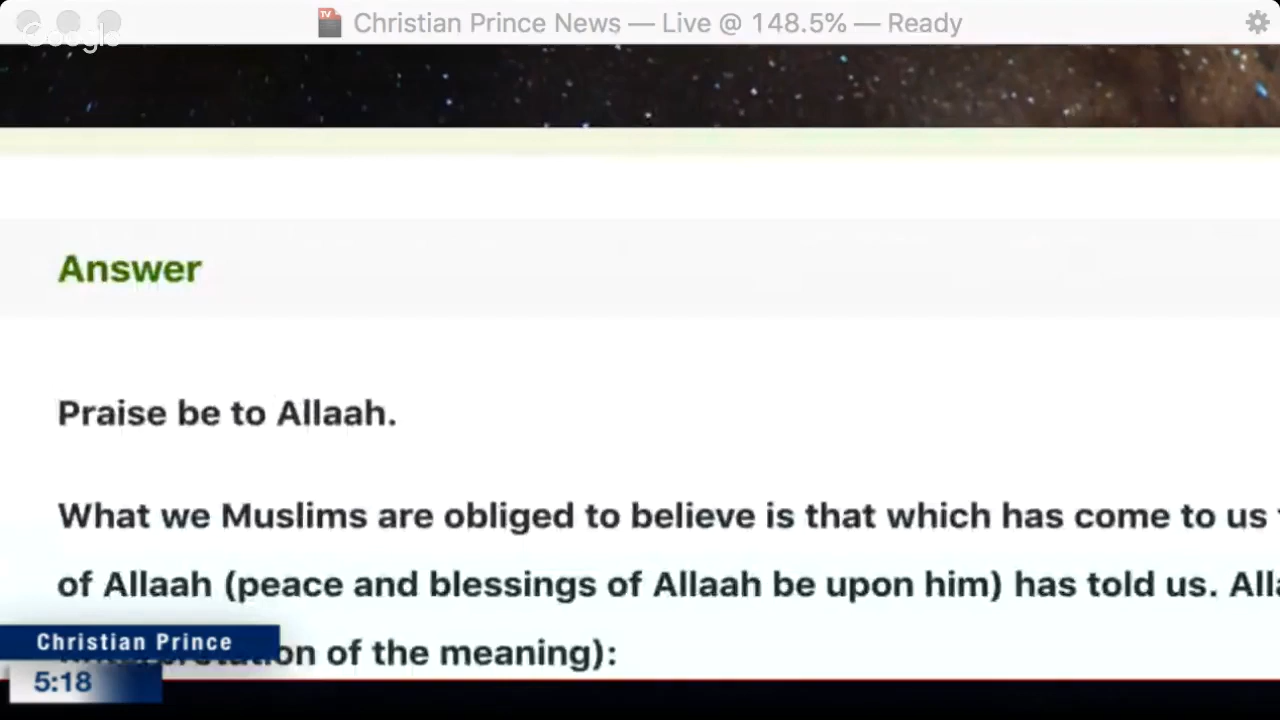 Christian Prince News — Live @ 148.5% — Ready
Google
TV
Answer
Praise be to Allaah.
What we Muslims are obliged to believe is that which has come to us
of Allaah (peace and blessings of Allaah be upon him) has told us.
of the meaning):
Christian Prince
5:18